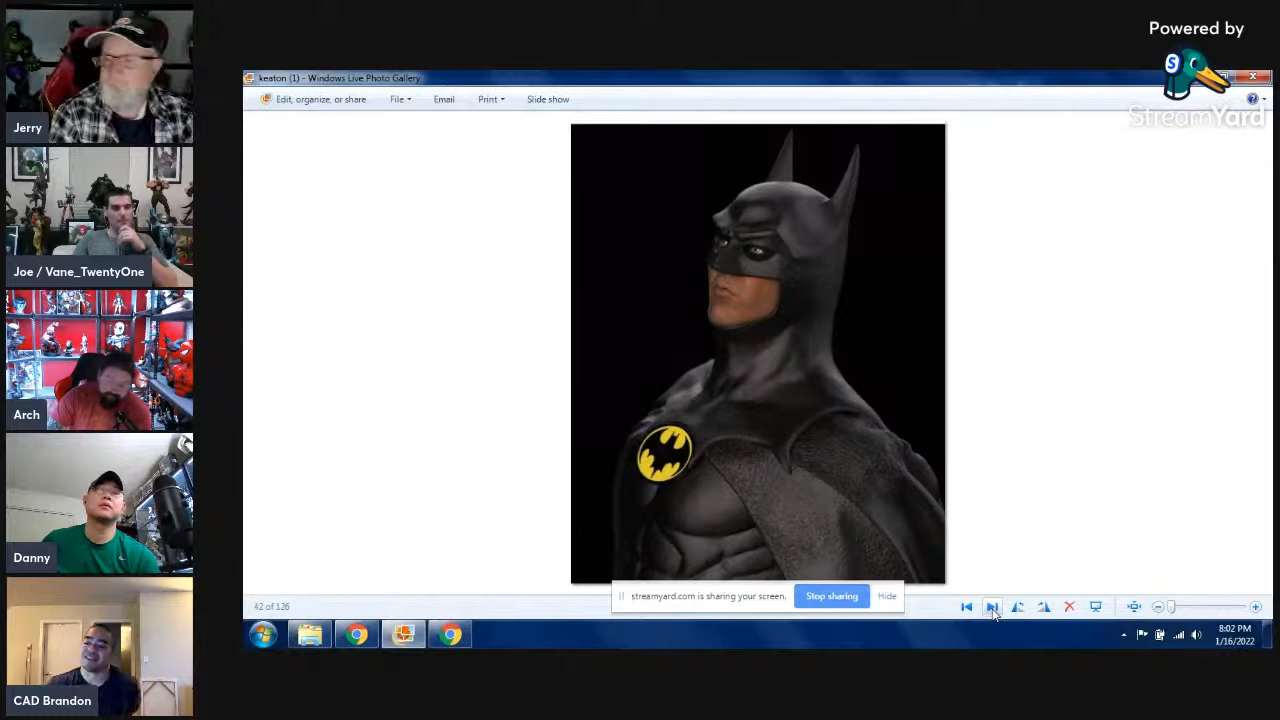 Powered by
StreamYard
Jerry
Joe / Vane_TwentyOne
Arch
Danny
CAD Brandon
keaton (1) - Windows Live Photo Gallery
Edit, organize, or share
File
Email
Print
Slide show
streamyard.com is sharing your screen.
Stop sharing
Hide
42 of 126
8:02 PM
1/16/2022